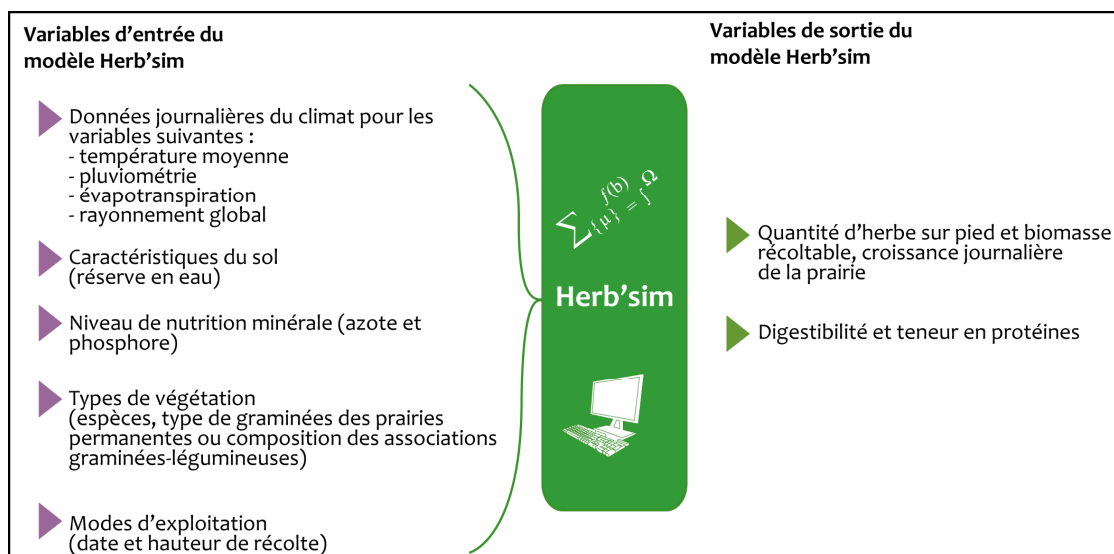 Variables d’entrée du
modèle Herb’sim
Données journalières du climat pour les
variables suivantes :
- température moyenne
- pluviométrie
- évapotranspiration
- rayonnement global
Caractéristiques du sol
(réserve en eau)
Niveau de nutrition minérale (azote et
phosphore)
Types de végétation
(espèces, type de graminées des prairies
permanentes ou composition des associations
graminées-légumineuses)
Modes d’exploitation
(date et hauteur de récolte)
∑{µ} f(b) = ∫Ω
Herb’sim
Variables de sortie du
modèle Herb’sim
Quantité d’herbe sur pied et biomasse
récoltable, croissance journalière
de la prairie
Digestibilité et teneur en protéines